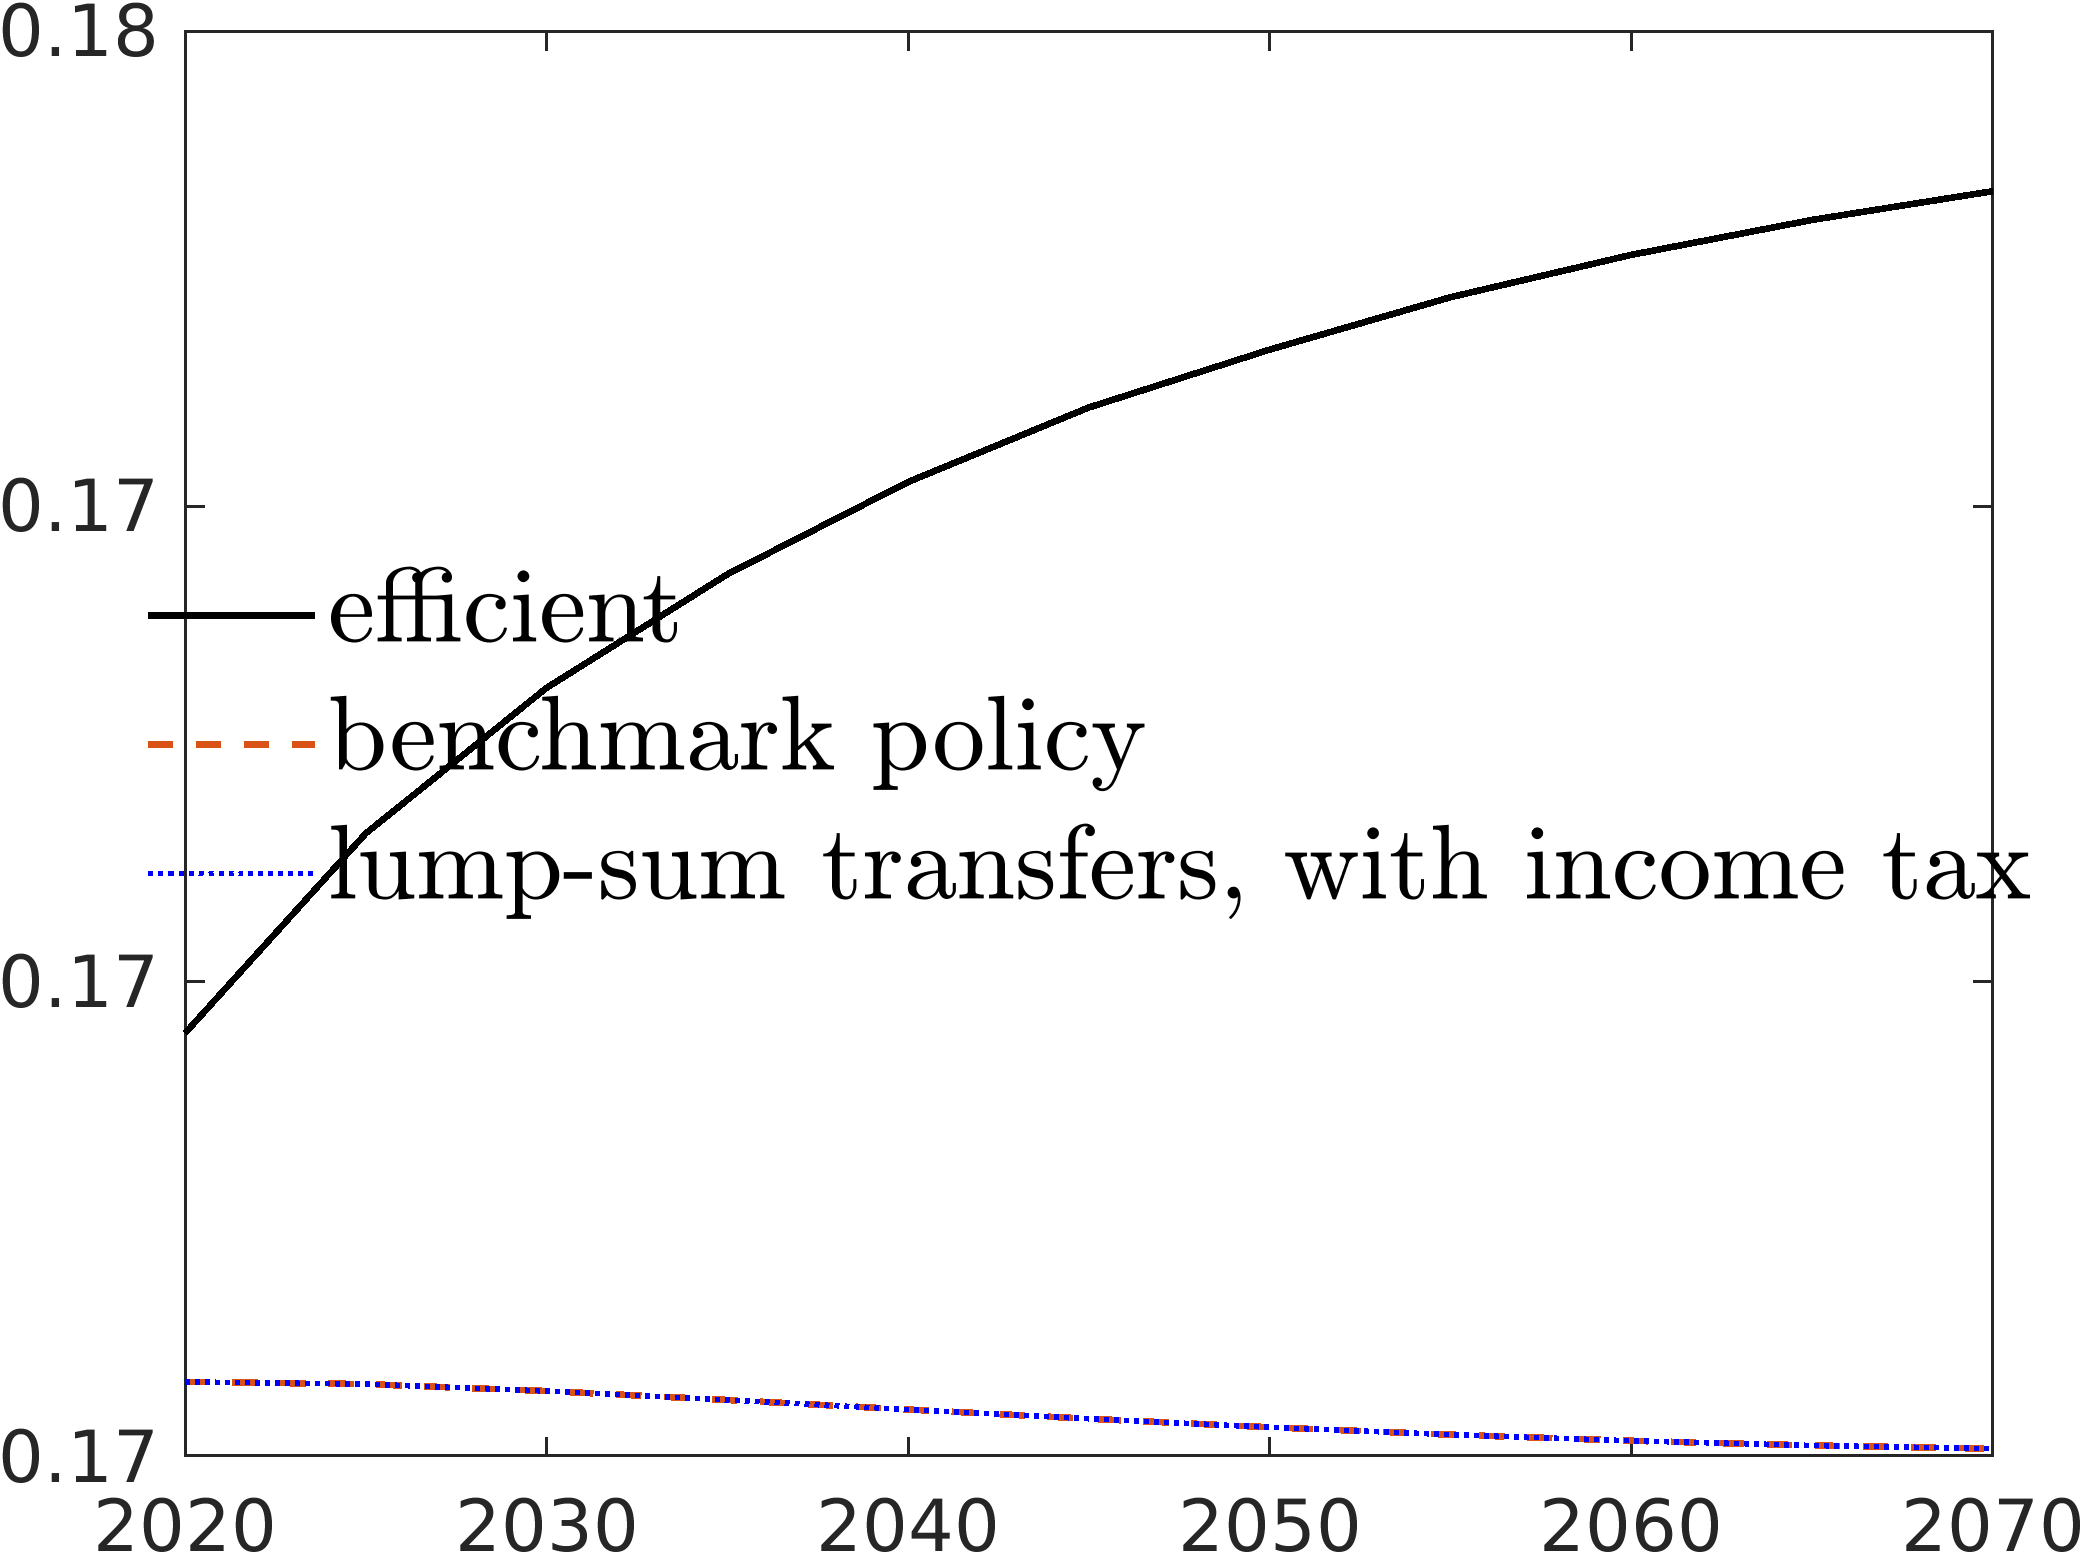 0.18
0.17
efficient
benchmark policy
lump-sum transfers, with income tax
0.17
0.17
2020 2030 2040 2050 2060 2070